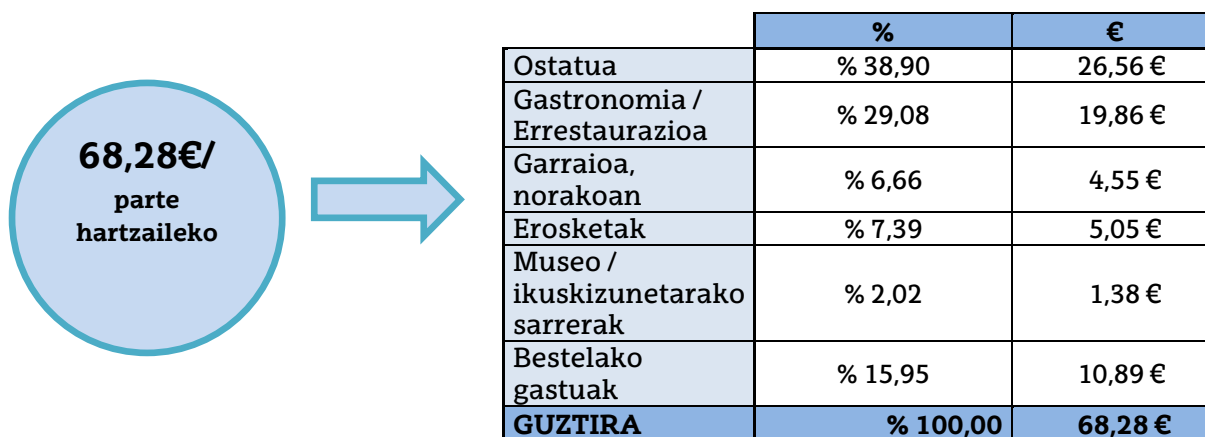 68,28€/
parte
hartzaileko
% €
Ostatua % 38,90 26,56 €
Gastronomia /
Errestaurazioa % 29,08 19,86 €
Garraioa,
norakoan % 6,66 4,55 €
Erosketak % 7,39 5,05 €
Museo /
ikuskizunetarako % 2,02 1,38 €
sarrerak
Bestelako
gastuak % 15,95 10,89 €
GUZTIRA % 100,00 68,28 €